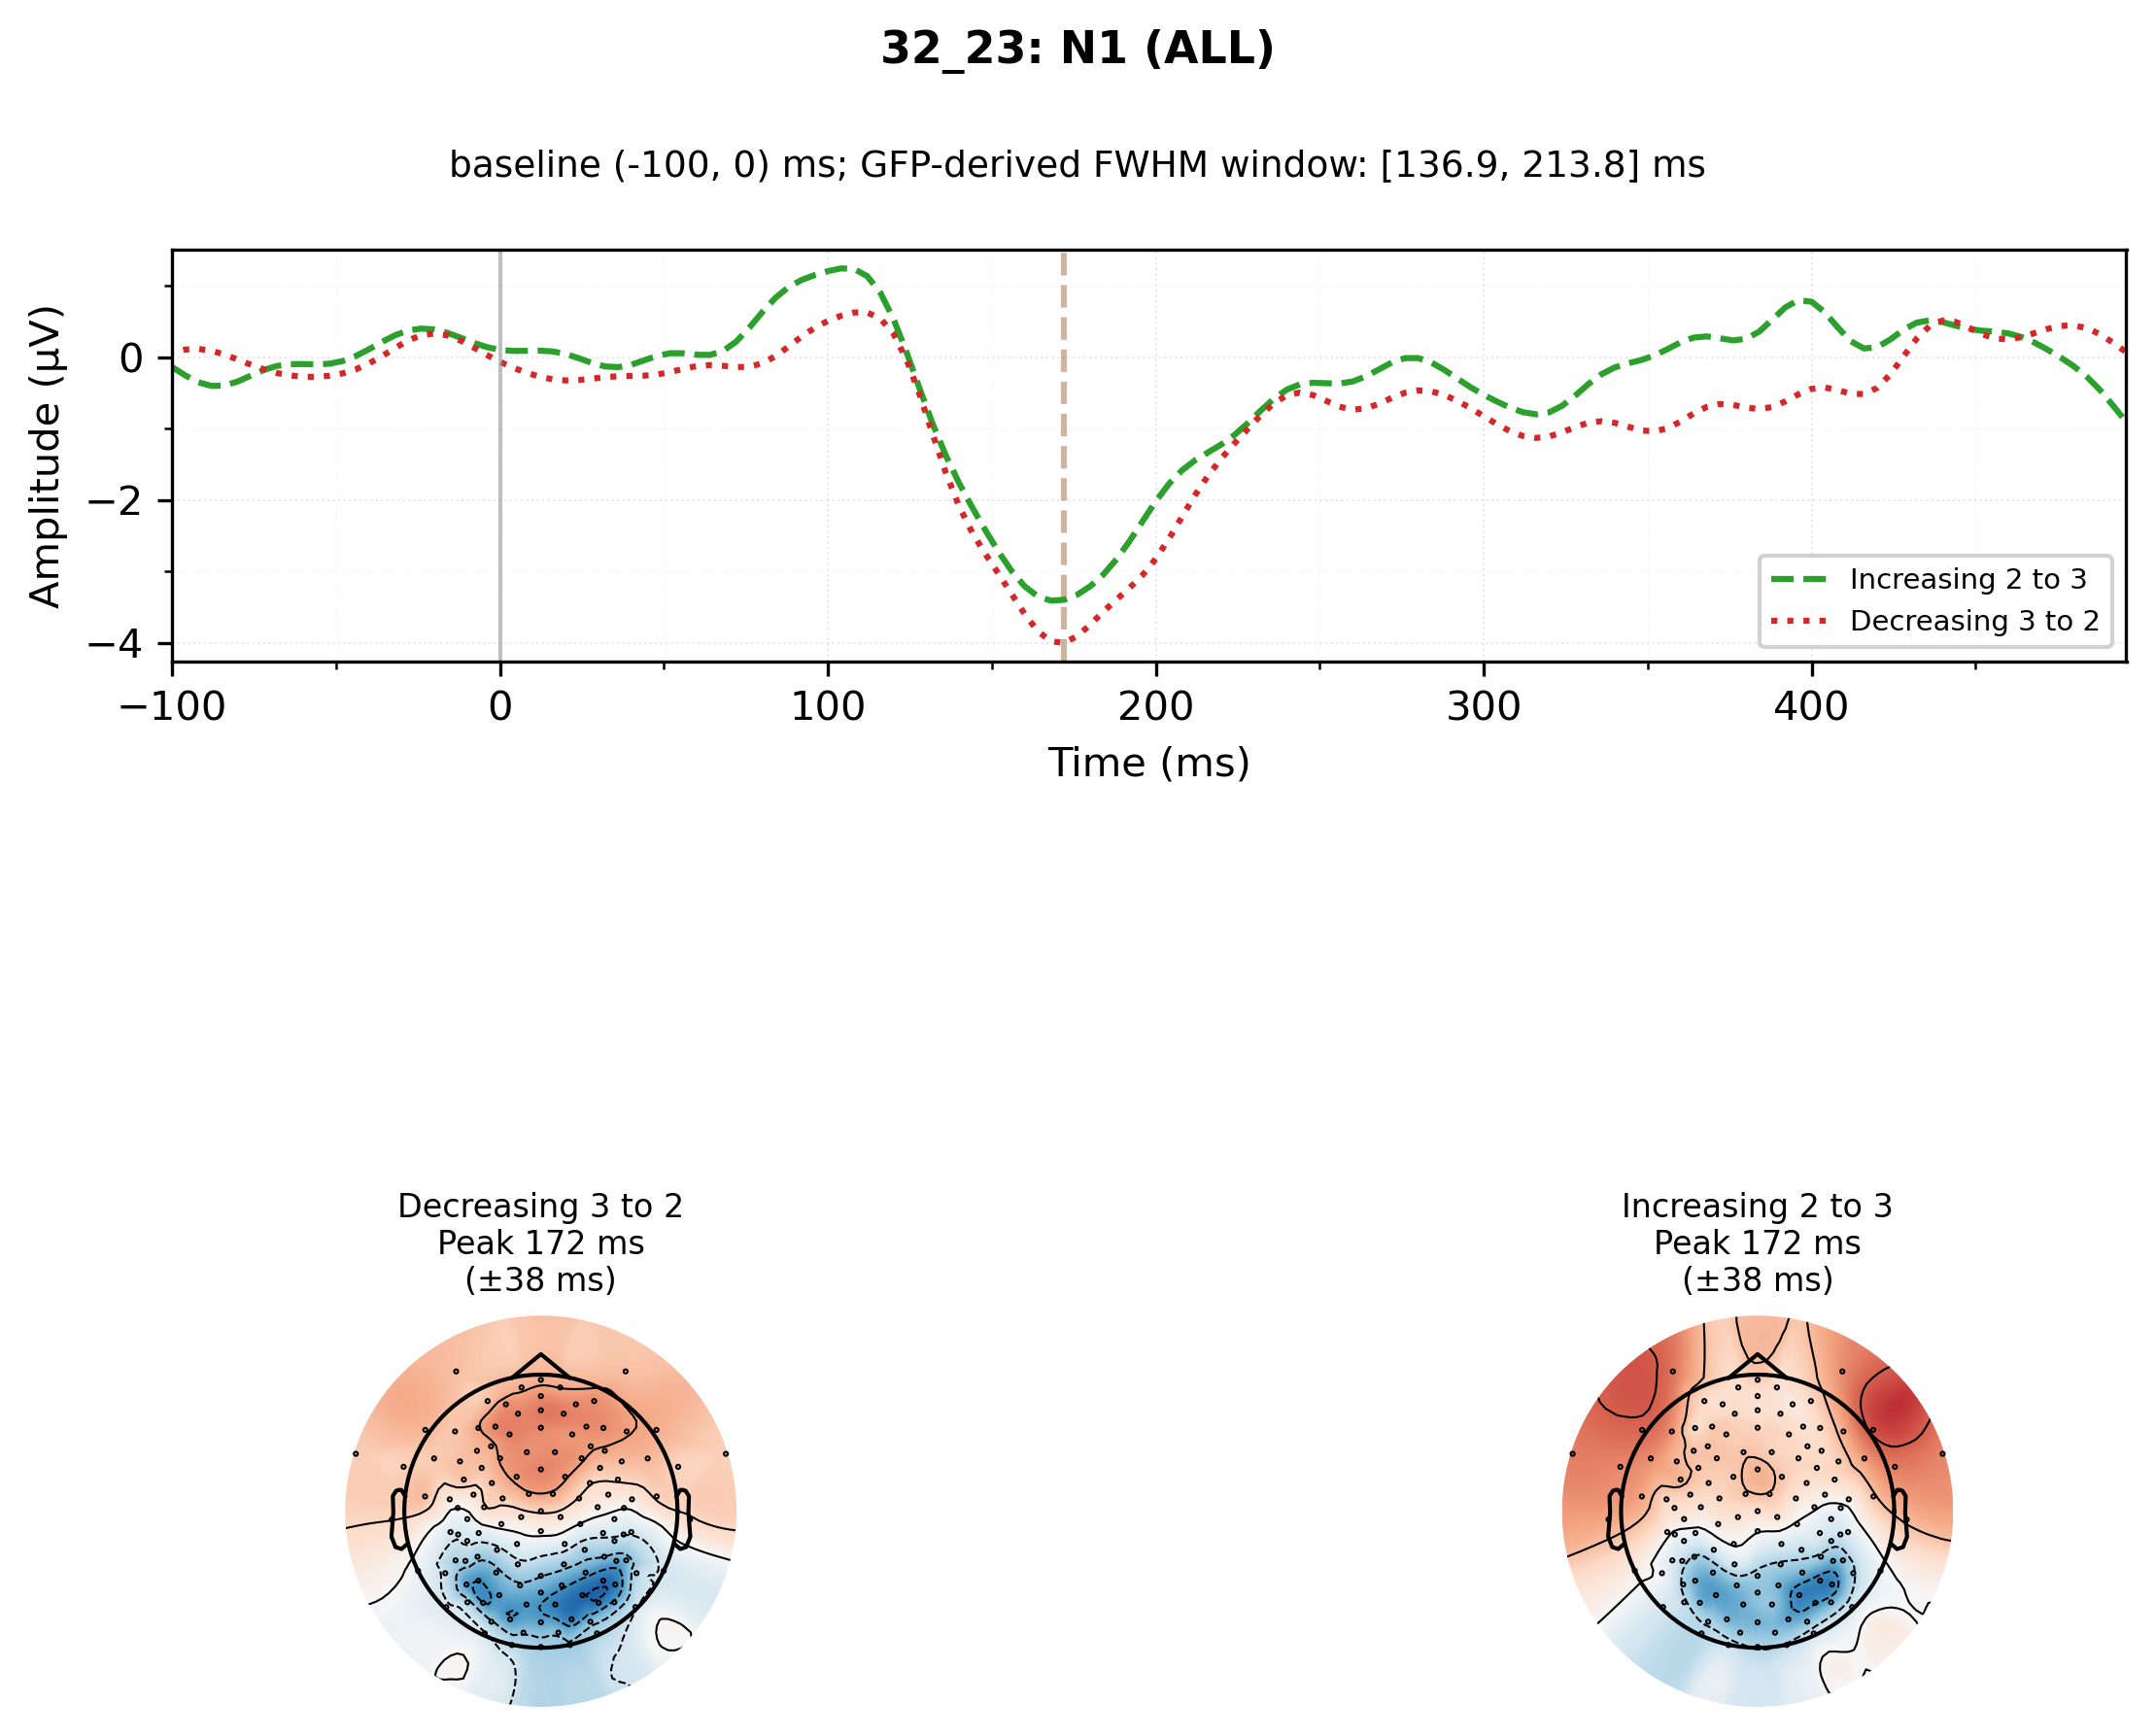 32_23: N1 (ALL)
baseline (-100, 0) ms; GFP-derived FWHM window: [136.9, 213.8] ms
Amplitude (µV)
0
−2
−4
Increasing 2 to 3
Decreasing 3 to 2
−100
0
100
200
300
400
Time (ms)
Decreasing 3 to 2
Peak 172 ms
(±38 ms)
Increasing 2 to 3
Peak 172 ms
(±38 ms)